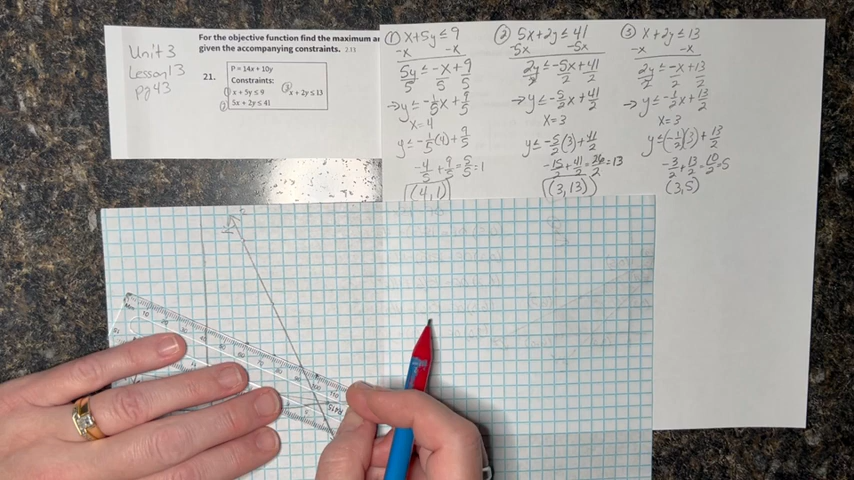 Unit 3
Lesson 13
pg 43
For the objective function find the maximum
given the accompanying constraints. 2.13
21.
P = 14x + 10y
Constraints:
① x + 5y ≤ 9
② 5x + 2y ≤ 41
③ x + 2y ≤ 13
① x+5y ≤ 9
-x -x
5y ≤ -x + 9
5 5 5
→ y ≤ -1/5x + 9/5
x = 4
y ≤ -1/5(4) + 9/5
-4/5 + 9/5 = 5/5 = 1
(4,1)
② 5x+2y ≤ 41
-5x -5x
2y ≤ -5x + 41
2 2 2
→ y ≤ -5/2x + 41/2
x = 3
y ≤ -5/2(3) + 41/2
-15/2 + 41/2 = 26/2 = 13
(3,13)
③ x+2y ≤ 13
-x -x
2y ≤ -x + 13
2 2 2
→ y ≤ -1/2x + 13/2
x = 3
y ≤ (-1/2)(3) + 13/2
-3/2 + 13/2 = 10/2 = 5
(3,5)